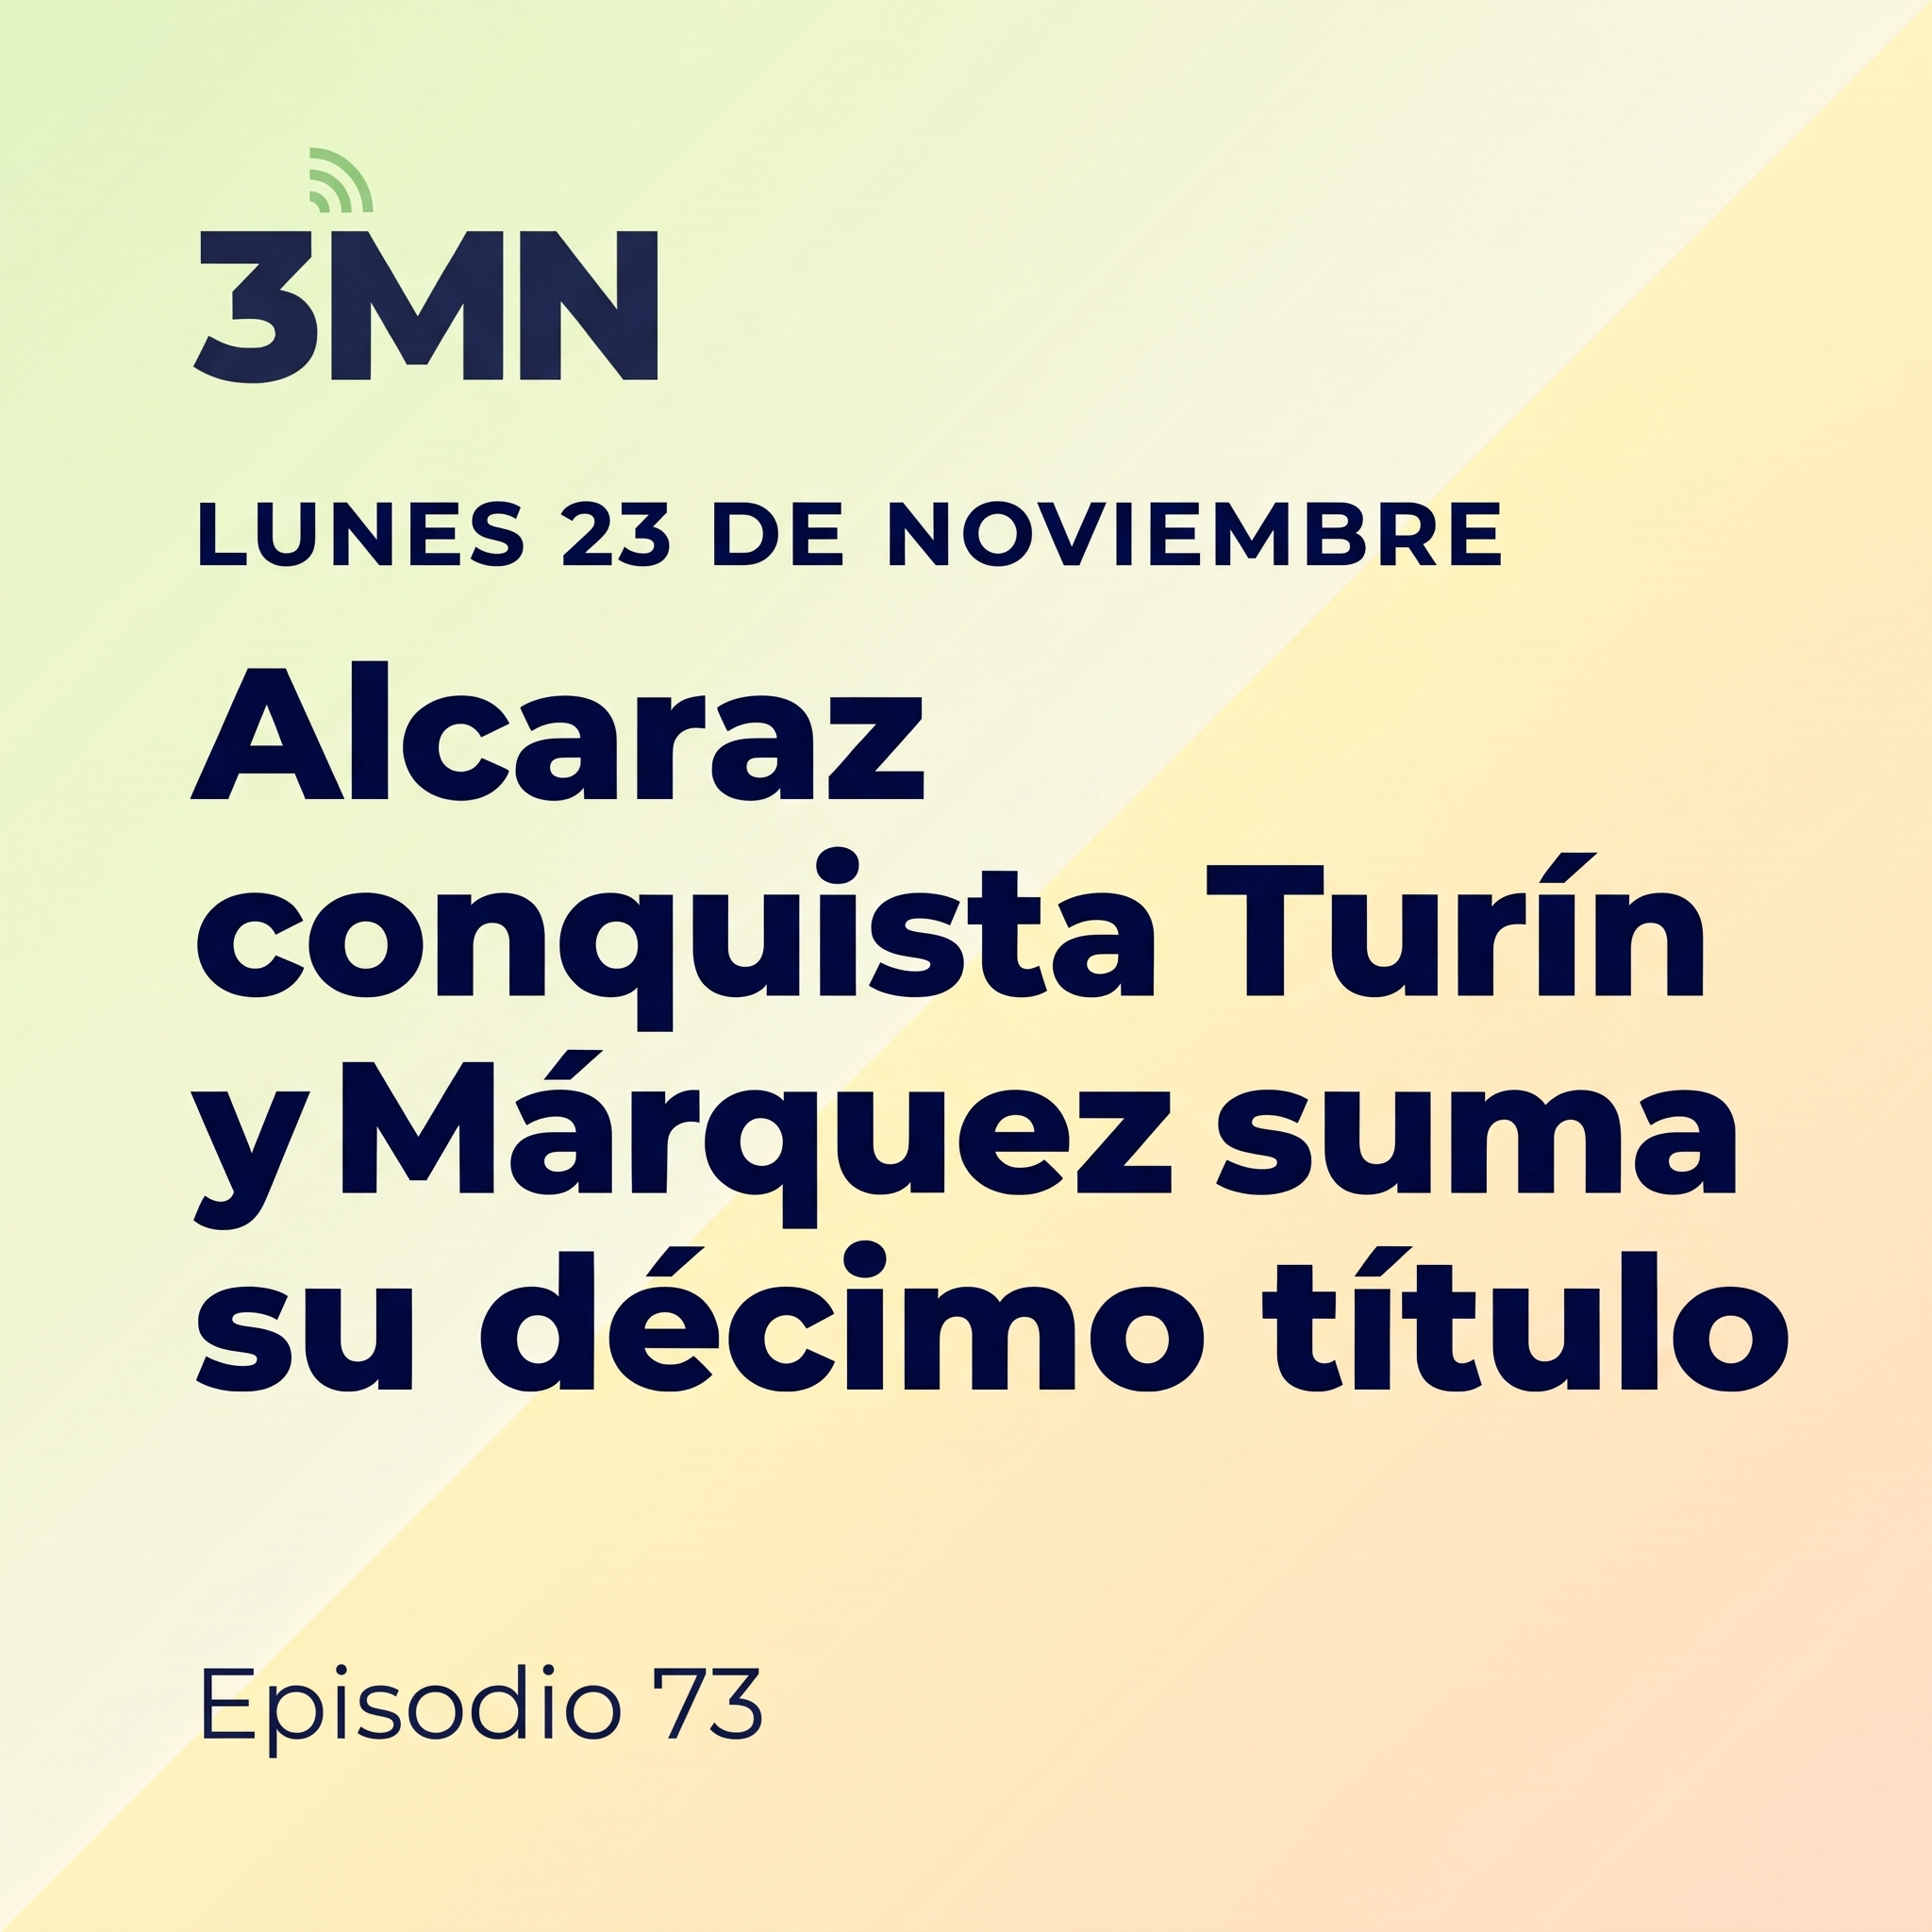 3MN
LUNES 23 DE NOVIEMBRE
Alcaraz
conquista Turín
y Márquez suma
su décimo título
Episodio 73